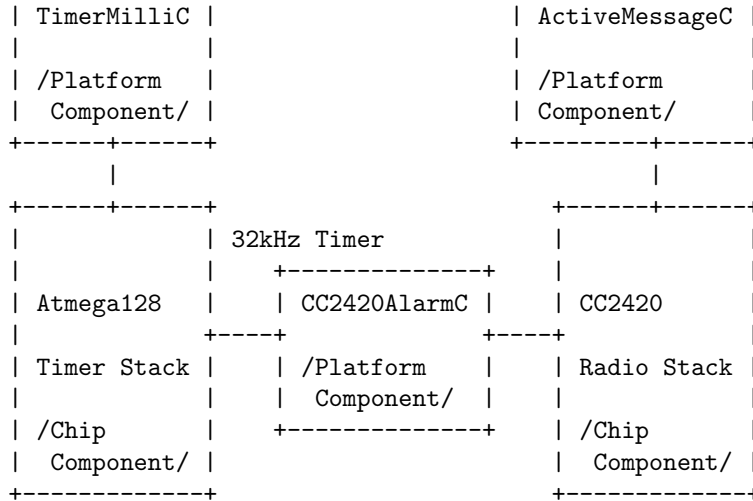 | TimerMilliC |                  | ActiveMessageC |
|             |                  |                |
| /Platform   |                  | /Platform      |
|  Component/ |                  | Component/     |
+------+------+                  +---------+------+
       |                                   |
+------+------+                     +------+------+
|             | 32kHz Timer         |             |
|             |    +--------------+ |             |
| Atmega128   |    | CC2420AlarmC | | CC2420      |
|             +----+              +----+          |
| Timer Stack |    | /Platform    | | Radio Stack |
|             |    |  Component/  | |             |
| /Chip       |    +--------------+ | /Chip       |
|  Component/ |                     |  Component/ |
+-------------+                     +-------------+